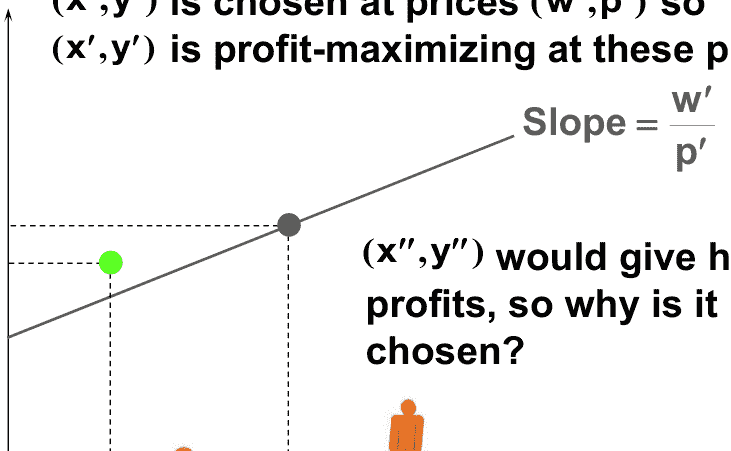 (x′,y′) is chosen at prices (w′,p′) so
(x′,y′) is profit-maximizing at these p
Slope = w′/p′
(x″,y″) would give h
profits, so why is it
chosen?